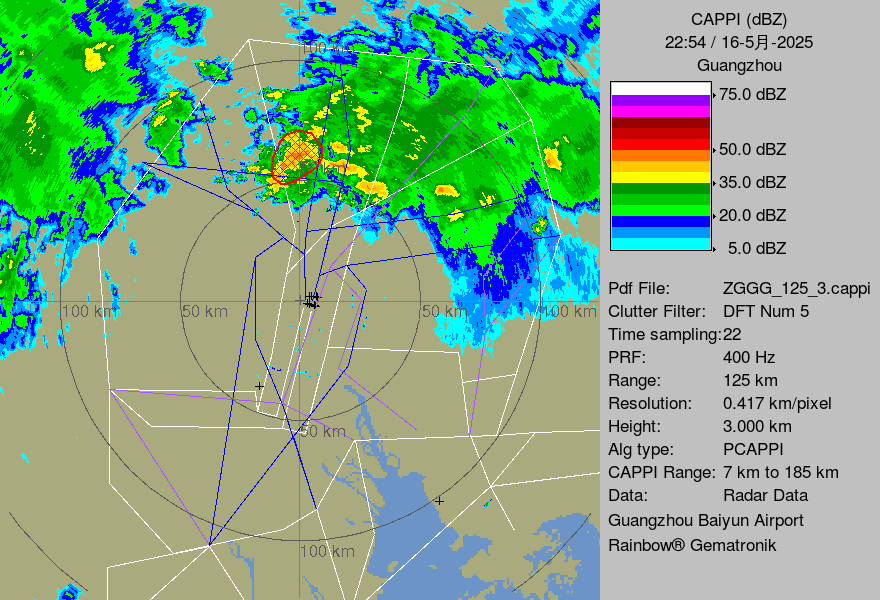 100 km
100 km
50 km
50 km
100 km
50 km
100 km
CAPPI (dBZ)
22:54 / 16-5月-2025
Guangzhou
75.0 dBZ
50.0 dBZ
35.0 dBZ
20.0 dBZ
5.0 dBZ
Pdf File: ZGGG_125_3.cappi
Clutter Filter: DFT Num 5
Time sampling:22
PRF: 400 Hz
Range: 125 km
Resolution: 0.417 km/pixel
Height: 3.000 km
Alg type: PCAPPI
CAPPI Range: 7 km to 185 km
Data: Radar Data
Guangzhou Baiyun Airport
Rainbow® Gematronik